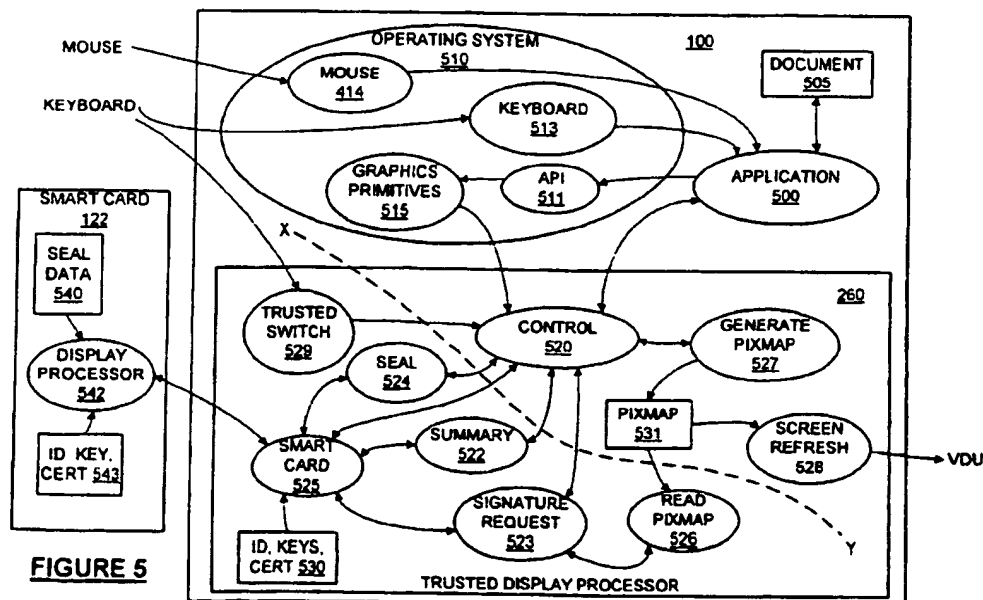 MOUSE
KEYBOARD
OPERATING SYSTEM
510
100
MOUSE
414
KEYBOARD
513
DOCUMENT
505
GRAPHICS
PRIMITIVES
515
API
511
APPLICATION
500
SMART CARD
122
SEAL
DATA
540
DISPLAY
PROCESSOR
542
ID KEY,
CERT 543
X
260
TRUSTED
SWITCH
529
CONTROL
520
GENERATE
PIXMAP
527
SEAL
524
SMART
CARD
525
SUMMARY
522
PIXMAP
531
SCREEN
REFRESH
528
VDU
SIGNATURE
REQUEST
523
READ
PIXMAP
526
Y
ID, KEYS,
CERT 530
TRUSTED DISPLAY PROCESSOR
FIGURE 5